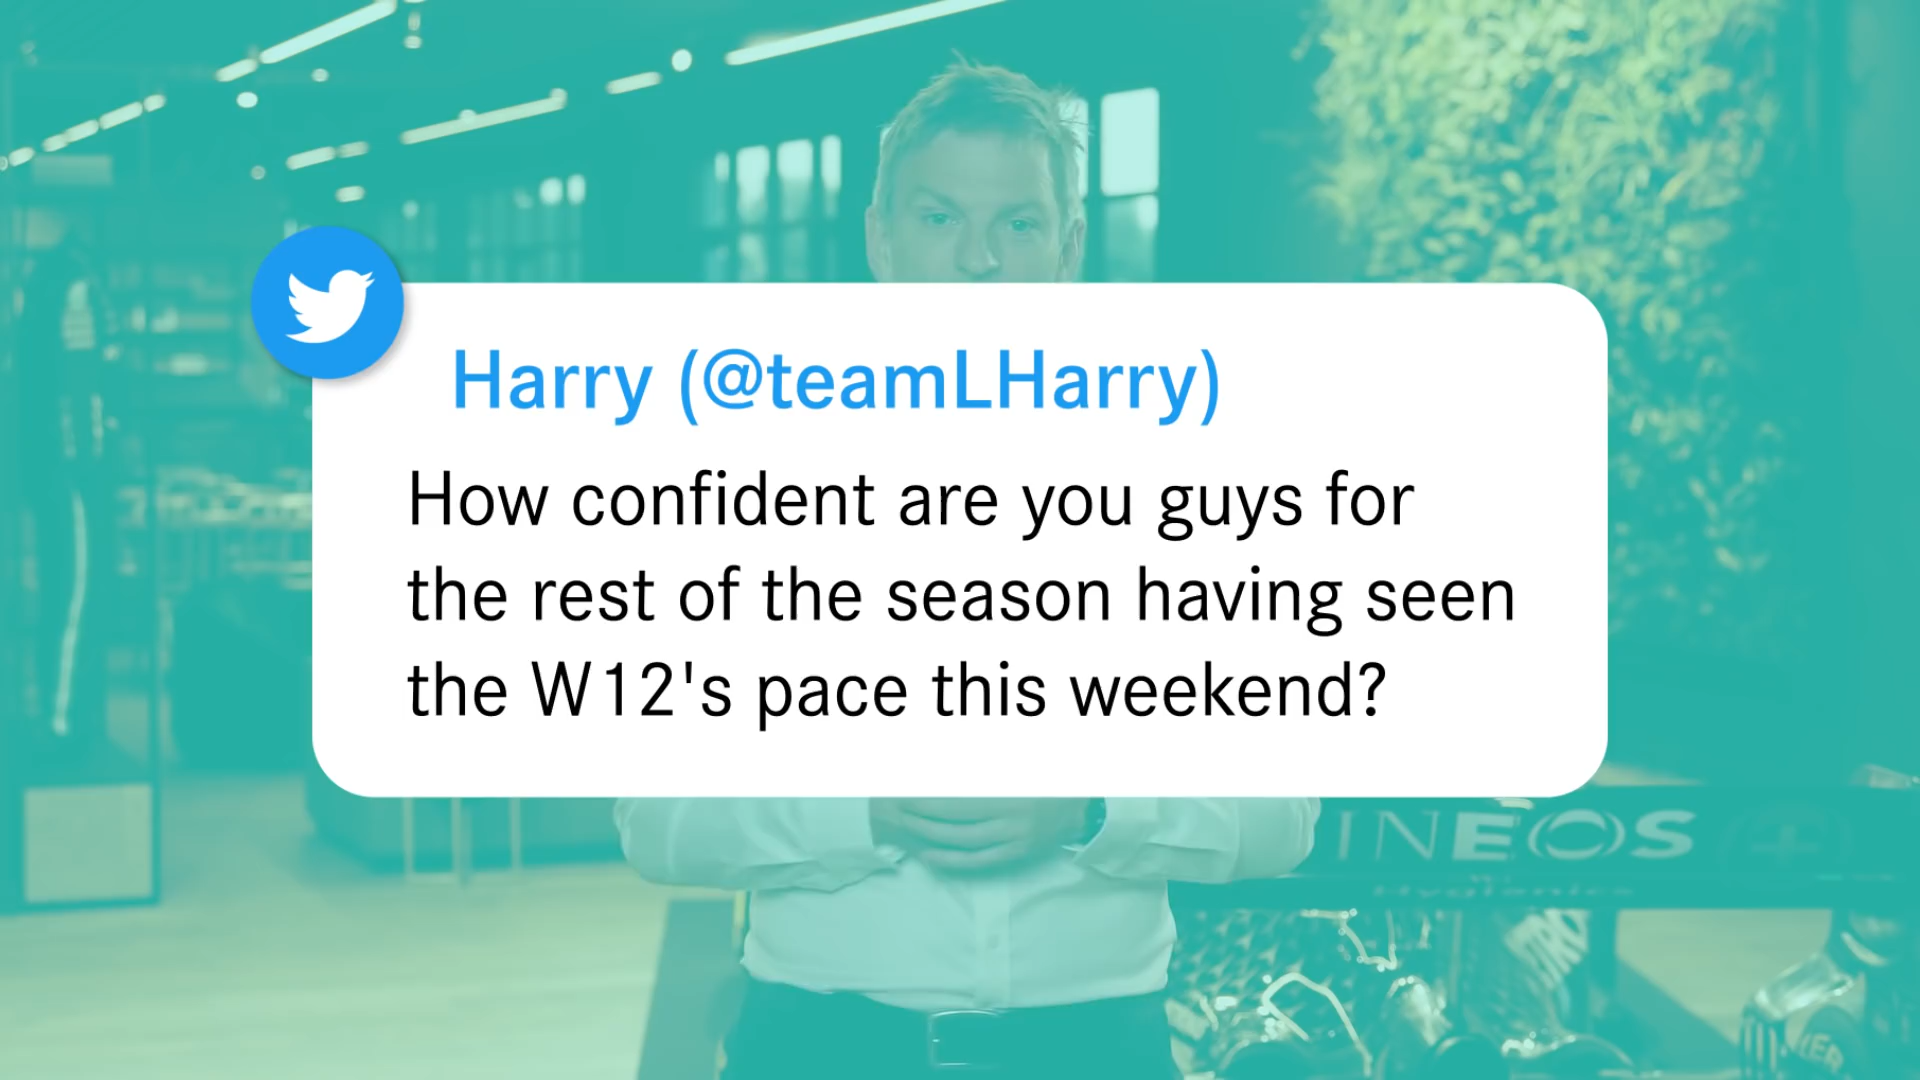 Harry (@teamLHarry)
How confident are you guys for
the rest of the season having seen
the W12's pace this weekend?
INEOS
Hygienics